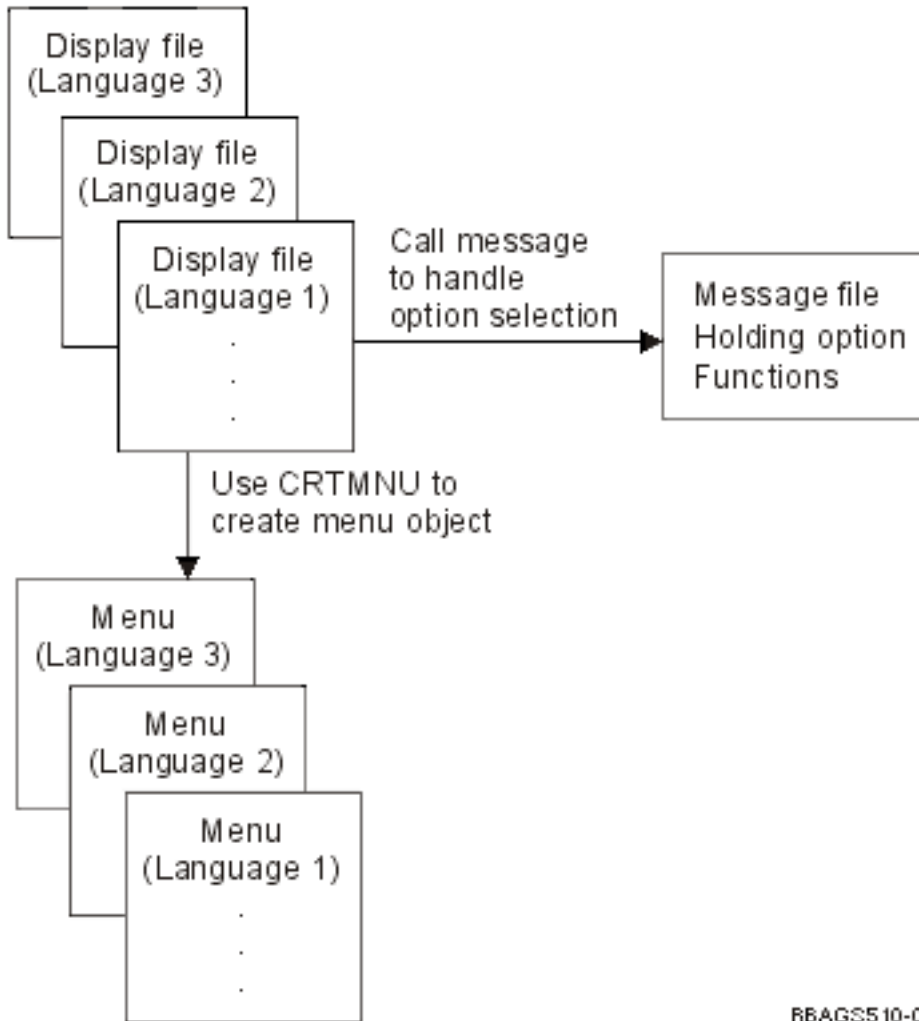 Display file
(Language 3)
Display file
(Language 2)
Display file
(Language 1)
.
.
.
Call message
to handle
option selection
Message file
Holding option
Functions
Use CRTMNU to
create menu object
Menu
(Language 3)
Menu
(Language 2)
Menu
(Language 1)
.
.
.